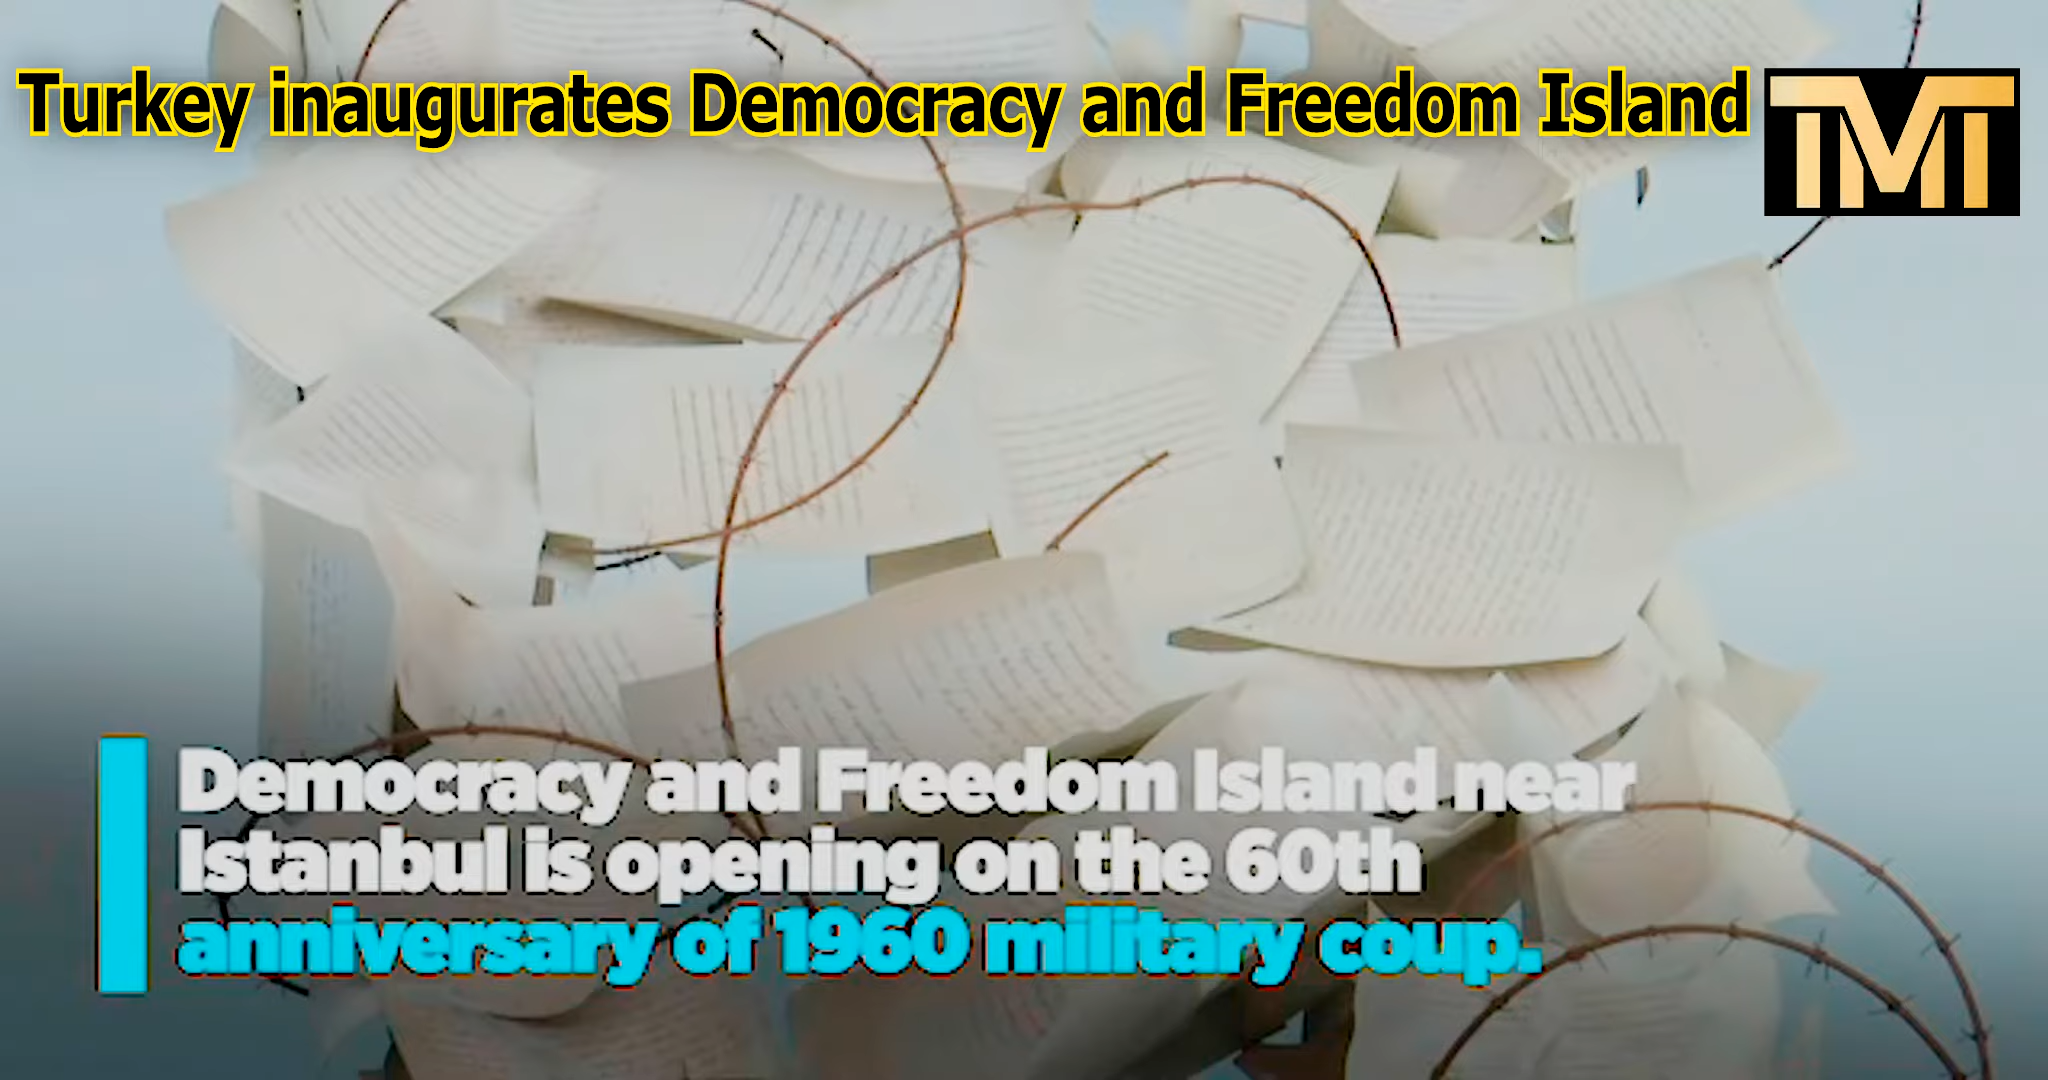 Turkey inaugurates Democracy and Freedom Island
TMT
Democracy and Freedom Island near
Istanbul is opening on the 60th
anniversary of 1960 military coup.